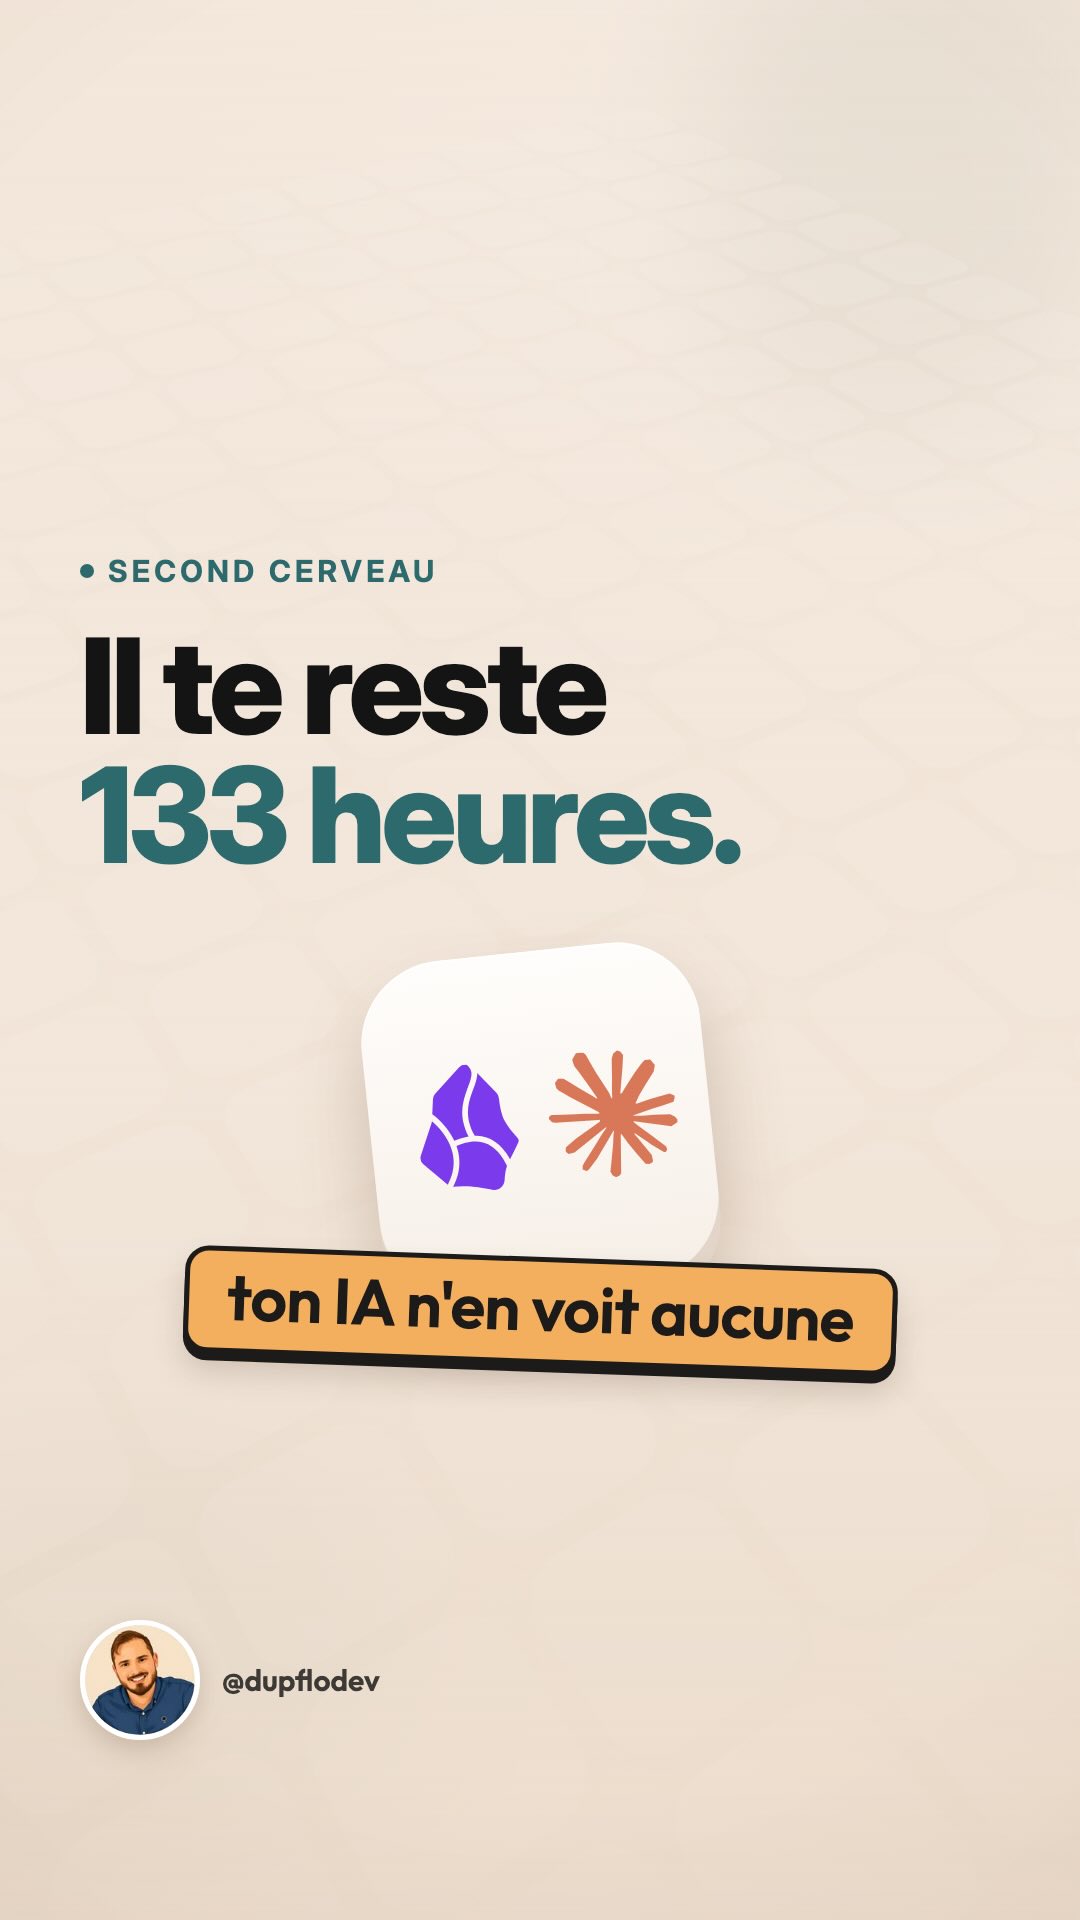 SECOND CERVEAU
Il te reste
133 heures.
ton IA n'en voit aucune
@dupflodev